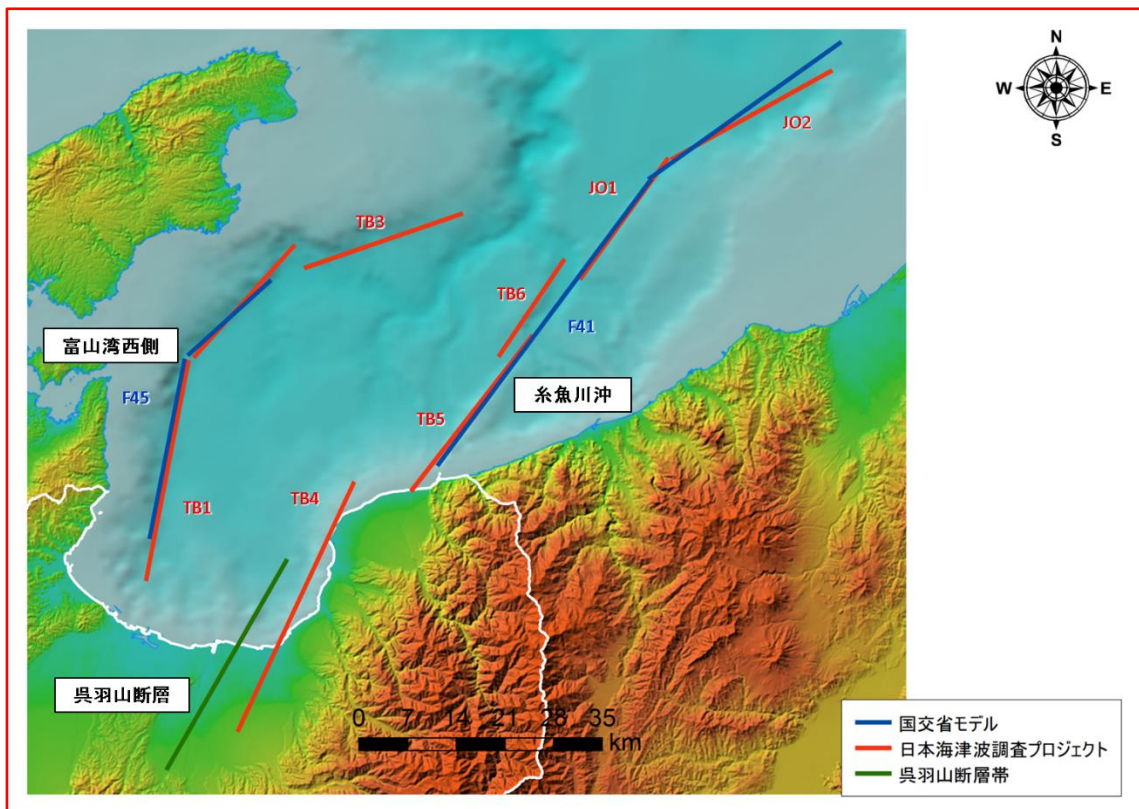 N
W
E
S
JO2
JO1
TB3
TB6
F41
富山湾西側
F45
糸魚川沖
TB5
TB4
TB1
呉羽山断層
0 7 14 21 28 35
km
国交省モデル
日本海津波調査プロジェクト
呉羽山断層帯